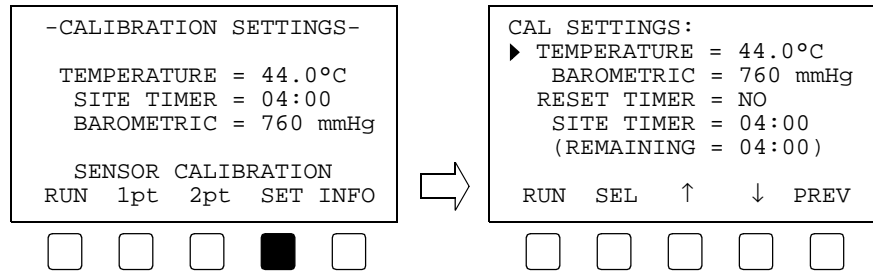 -CALIBRATION SETTINGS-
TEMPERATURE = 44.0°C
SITE TIMER = 04:00
BAROMETRIC = 760 mmHg
SENSOR CALIBRATION
RUN 1pt 2pt SET INFO
CAL SETTINGS:
TEMPERATURE = 44.0°C
BAROMETRIC = 760 mmHg
RESET TIMER = NO
SITE TIMER = 04:00
(REMAINING = 04:00)
RUN SEL ↑ ↓ PREV